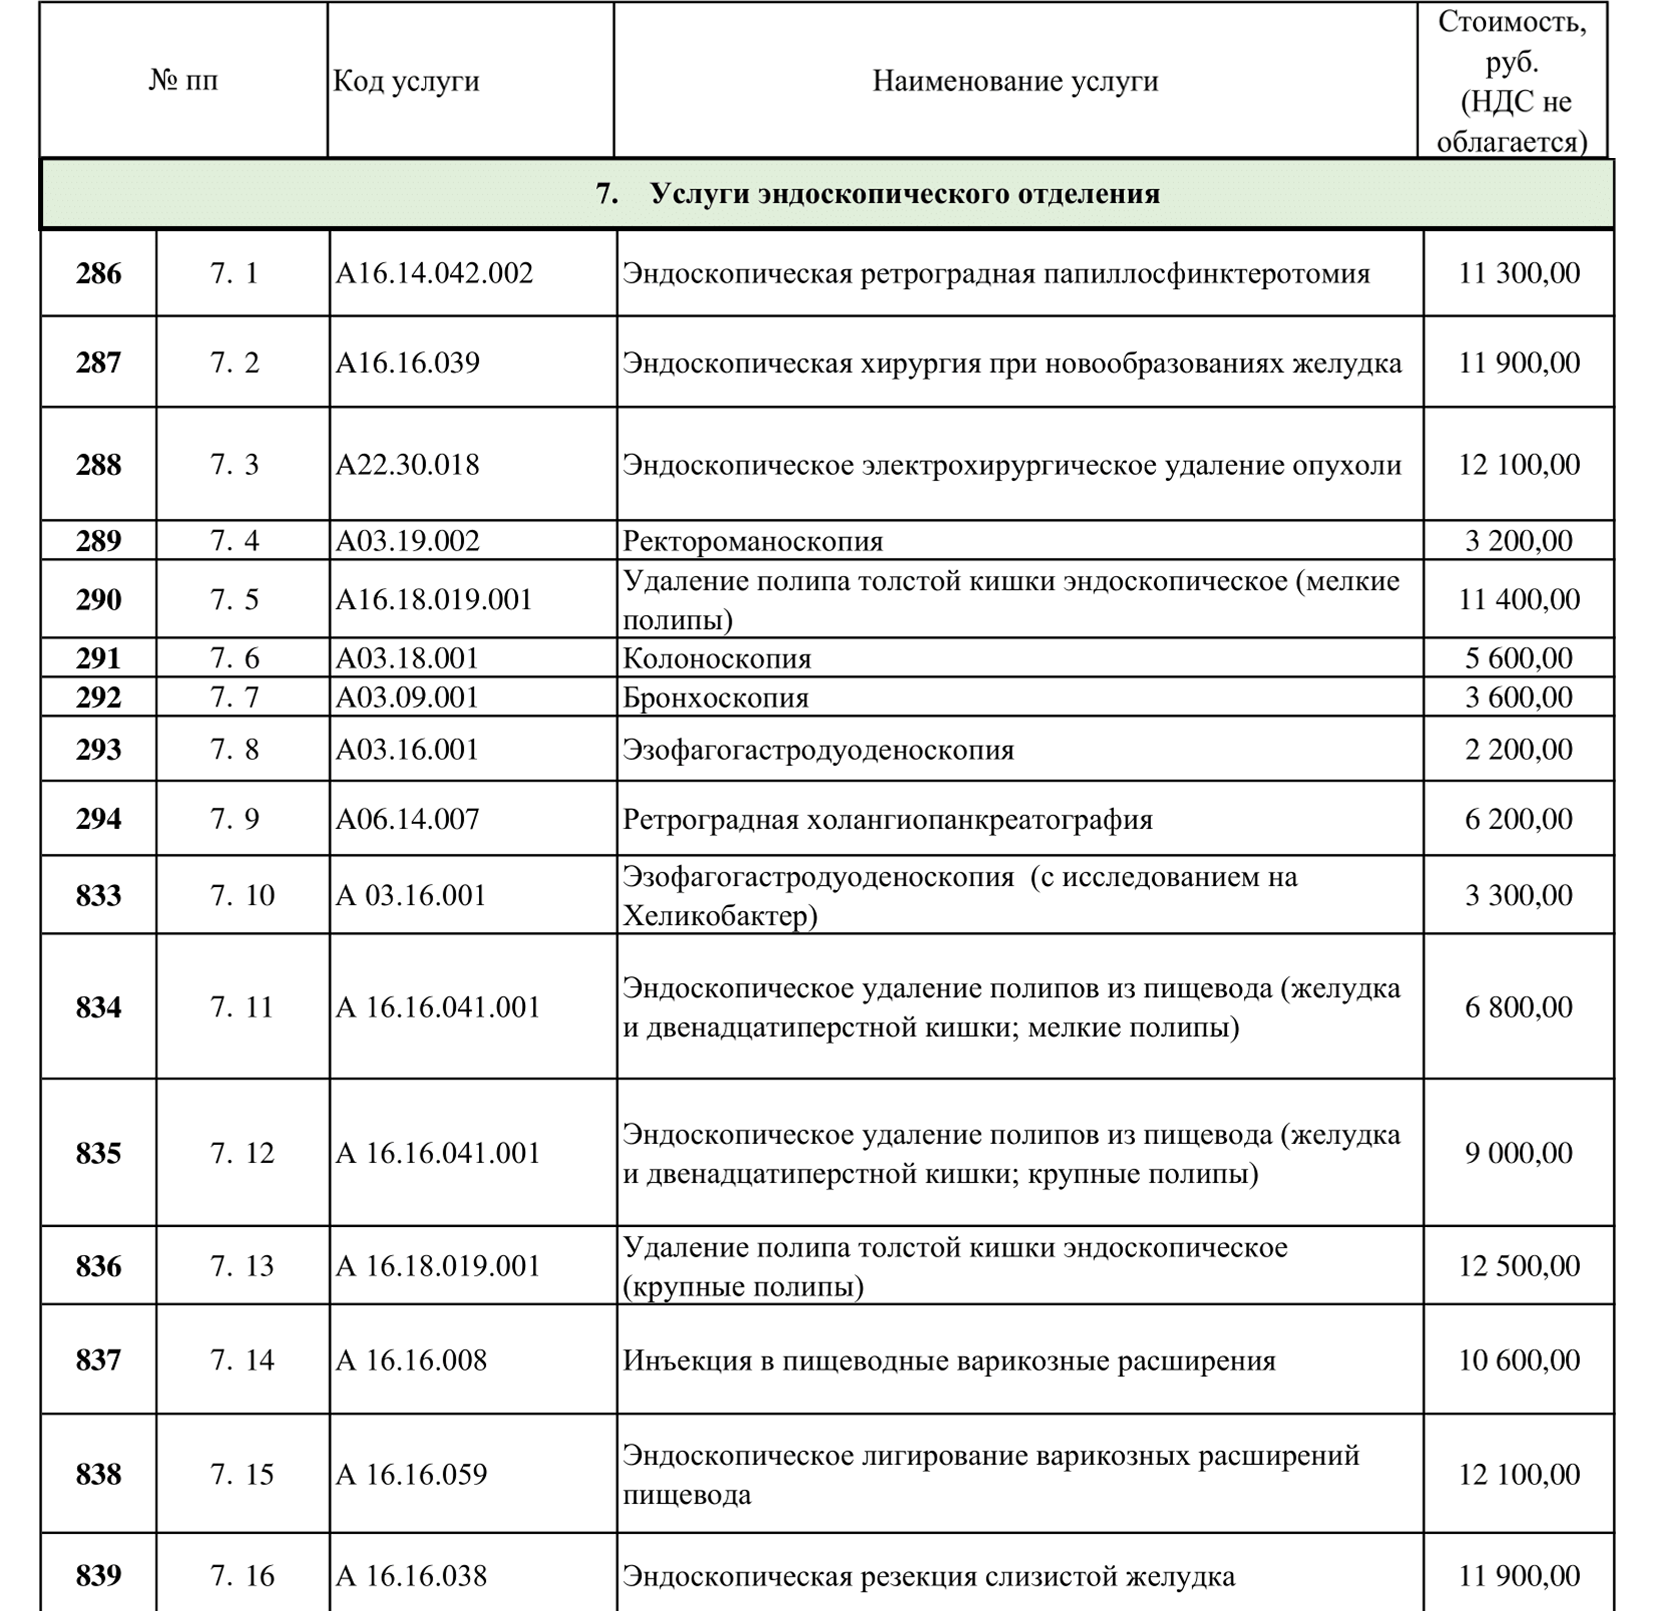 № пп Код услуги Наименование услуги Стоимость,
руб.
(НДС не
облагается)
7. Услуги эндоскопического отделения
286 7. 1 А16.14.042.002 Эндоскопическая ретроградная папиллосфинктеротомия 11 300,00
287 7. 2 А16.16.039 Эндоскопическая хирургия при новообразованиях желудка 11 900,00
288 7. 3 А22.30.018 Эндоскопическое электрохирургическое удаление опухоли 12 100,00
289 7. 4 А03.19.002 Ректороманоскопия 3 200,00
290 7. 5 А16.18.019.001 Удаление полипа толстой кишки эндоскопическое (мелкие
полипы) 11 400,00
291 7. 6 А03.18.001 Колоноскопия 5 600,00
292 7. 7 А03.09.001 Бронхоскопия 3 600,00
293 7. 8 А03.16.001 Эзофагогастродуоденоскопия 2 200,00
294 7. 9 А06.14.007 Ретроградная холангиопанкреатография 6 200,00
833 7. 10 А 03.16.001 Эзофагогастродуоденоскопия (с исследованием на
Хеликобактер) 3 300,00
834 7. 11 А 16.16.041.001 Эндоскопическое удаление полипов из пищевода (желудка
и двенадцатиперстной кишки; мелкие полипы) 6 800,00
835 7. 12 А 16.16.041.001 Эндоскопическое удаление полипов из пищевода (желудка
и двенадцатиперстной кишки; крупные полипы) 9 000,00
836 7. 13 А 16.18.019.001 Удаление полипа толстой кишки эндоскопическое
(крупные полипы) 12 500,00
837 7. 14 А 16.16.008 Инъекция в пищеводные варикозные расширения 10 600,00
838 7. 15 А 16.16.059 Эндоскопическое лигирование варикозных расширений
пищевода 12 100,00
839 7. 16 А 16.16.038 Эндоскопическая резекция слизистой желудка 11 900,00